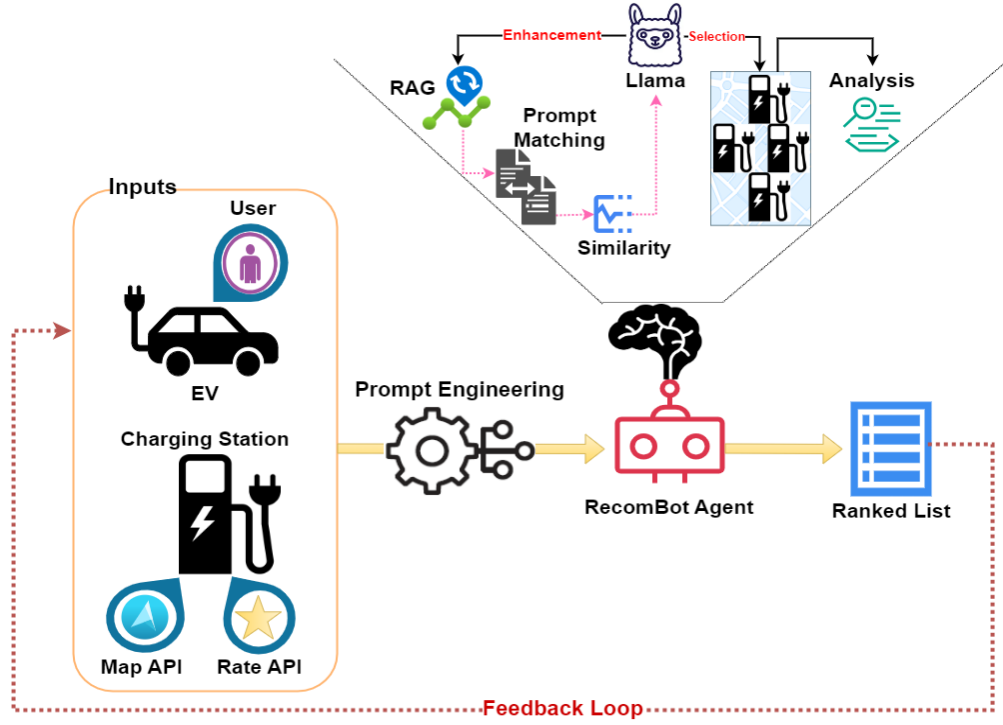 Enhancement
Selection
Llama
RAG
Analysis
Prompt
Matching
Similarity
Inputs
User
EV
Charging Station
Map API
Rate API
Prompt Engineering
RecomBot Agent
Ranked List
Feedback Loop